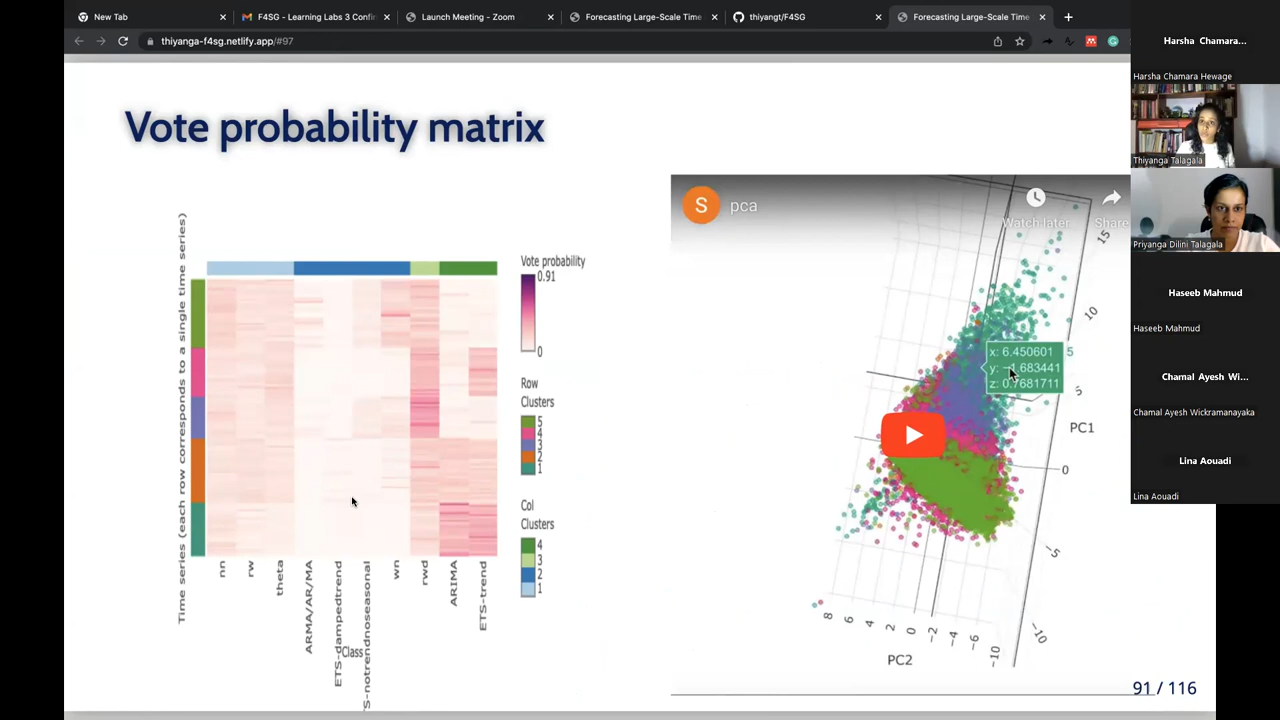 New Tab
F4SG - Learning Labs 3 Confir
Launch Meeting - Zoom
Forecasting Large-Scale Time
thiyangt/F4SG
Forecasting Large-Scale Time
thiyanga-f4sg.netlify.app/#97
Vote probability matrix
Time series (each row corresponds to a single time series)
Vote probability
0.91
0
Row
Clusters
5
4
3
2
1
Col
Clusters
4
3
2
1
nn
rw
theta
ARMA/AR/MA
ETS-dampedtrend
S-notrendnoseasonal
wn
rwd
ARIMA
ETS-trend
Class
S
pca
Watch later
Share
x: 6.450601
y: −1.683441
z: 0.7681711
5
15
10
5
PC1
0
−5
−10
8
6
4
2
0
−2
−4
−6
−10
PC2
91 / 116
Harsha Chamara...
Harsha Chamara Hewage
Thiyanga Talagala
Priyanga Dilini Talagala
Haseeb Mahmud
Haseeb Mahmud
Chamal Ayesh Wi...
Chamal Ayesh Wickramanayaka
Lina Aouadi
Lina Aouadi